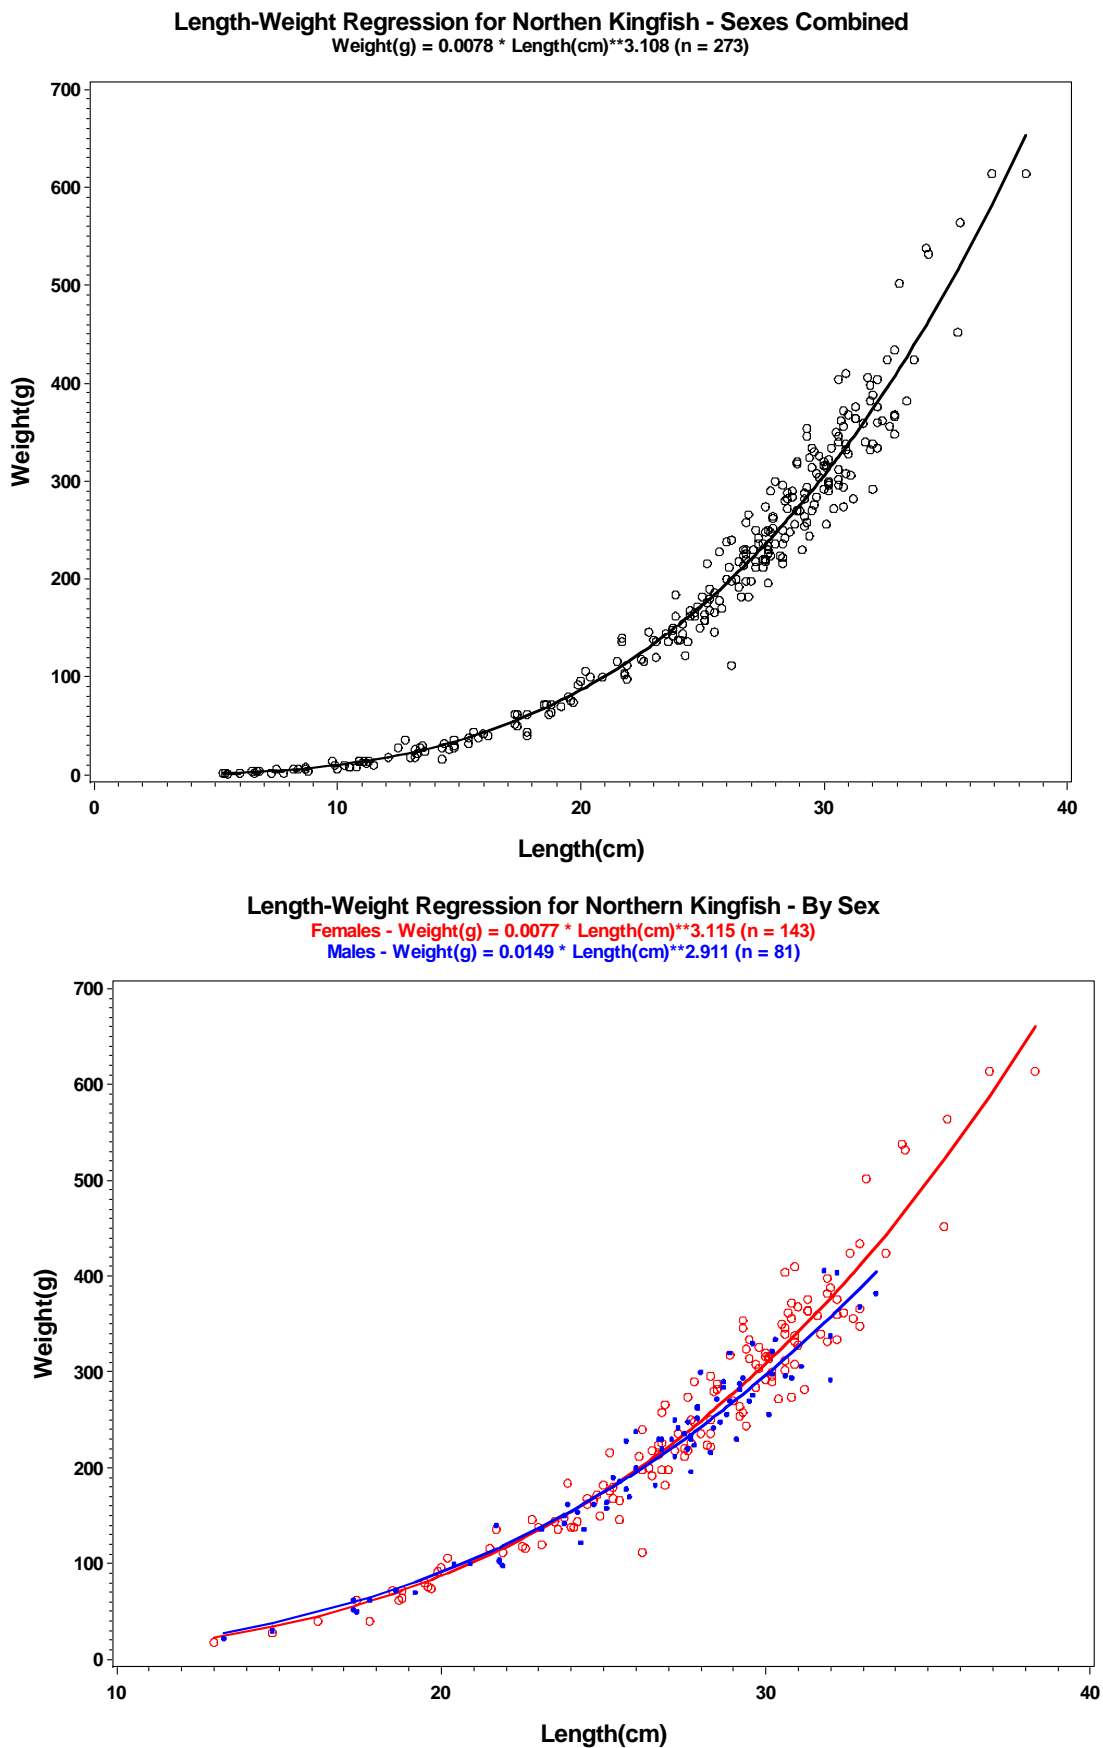 Length-Weight Regression for Northen Kingfish - Sexes Combined
Weight(g) = 0.0078 * Length(cm)**3.108 (n = 273)
700
600
500
400
300
200
100
0
Weight(g)
0 10 20 30 40
Length(cm)
Length-Weight Regression for Northern Kingfish - By Sex
Females - Weight(g) = 0.0077 * Length(cm)**3.115 (n = 143)
Males - Weight(g) = 0.0149 * Length(cm)**2.911 (n = 81)
700
600
500
400
300
200
100
0
Weight(g)
10 20 30 40
Length(cm)